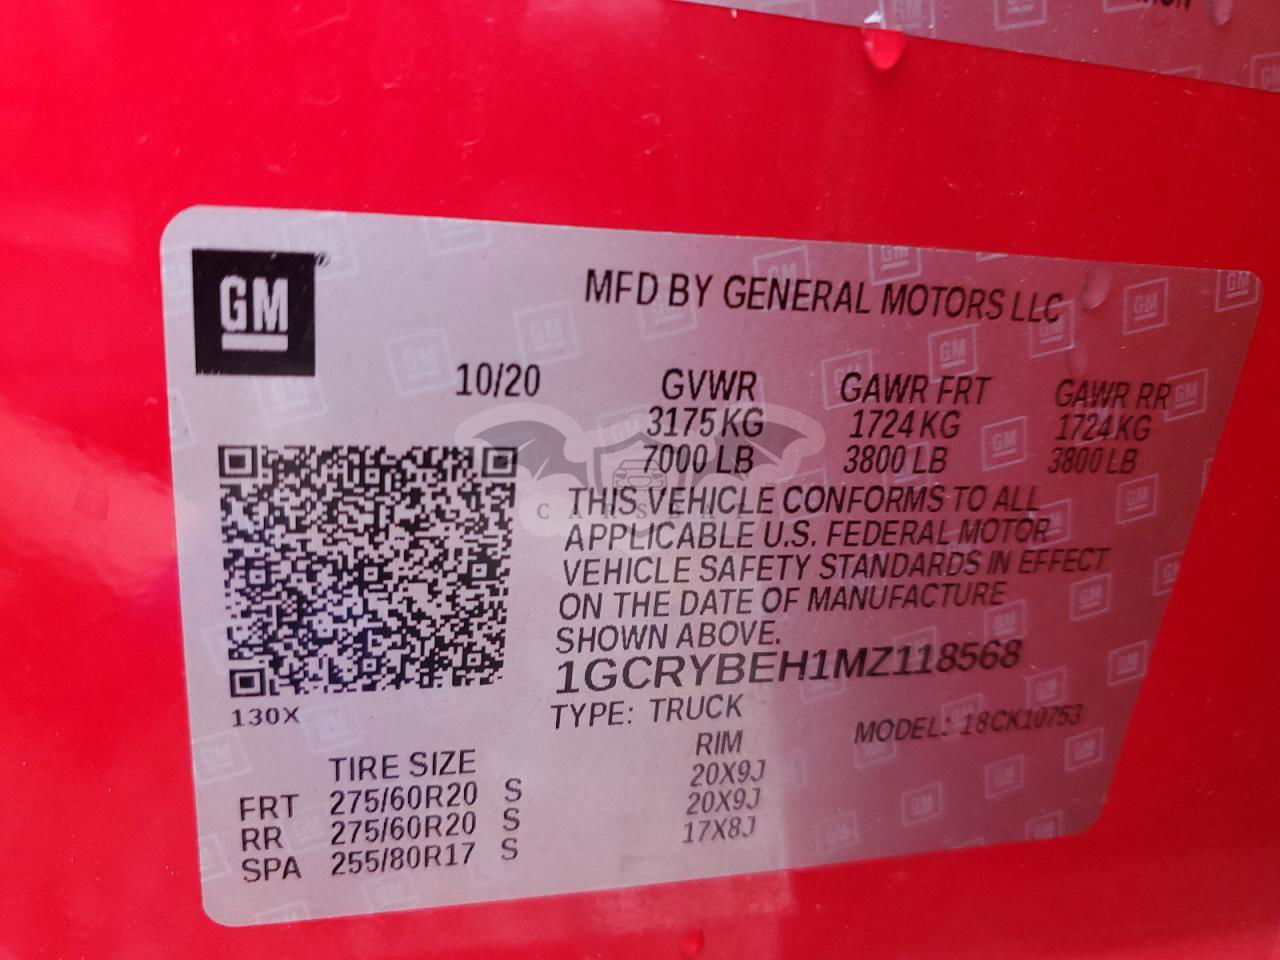 GM
MFD BY GENERAL MOTORS LLC
10/20
GVWR GAWR FRT GAWR RR
3175 KG 1724 KG 1724 KG
7000 LB 3800 LB 3800 LB
THIS VEHICLE CONFORMS TO ALL
APPLICABLE U.S. FEDERAL MOTOR
VEHICLE SAFETY STANDARDS IN EFFECT
ON THE DATE OF MANUFACTURE
SHOWN ABOVE.
1GCRYBEH1MZ118568
130X
TYPE: TRUCK
MODEL: 18CK10753
TIRE SIZE RIM
FRT 275/60R20 S 20X9J
RR 275/60R20 S 20X9J
SPA 255/80R17 S 17X8J